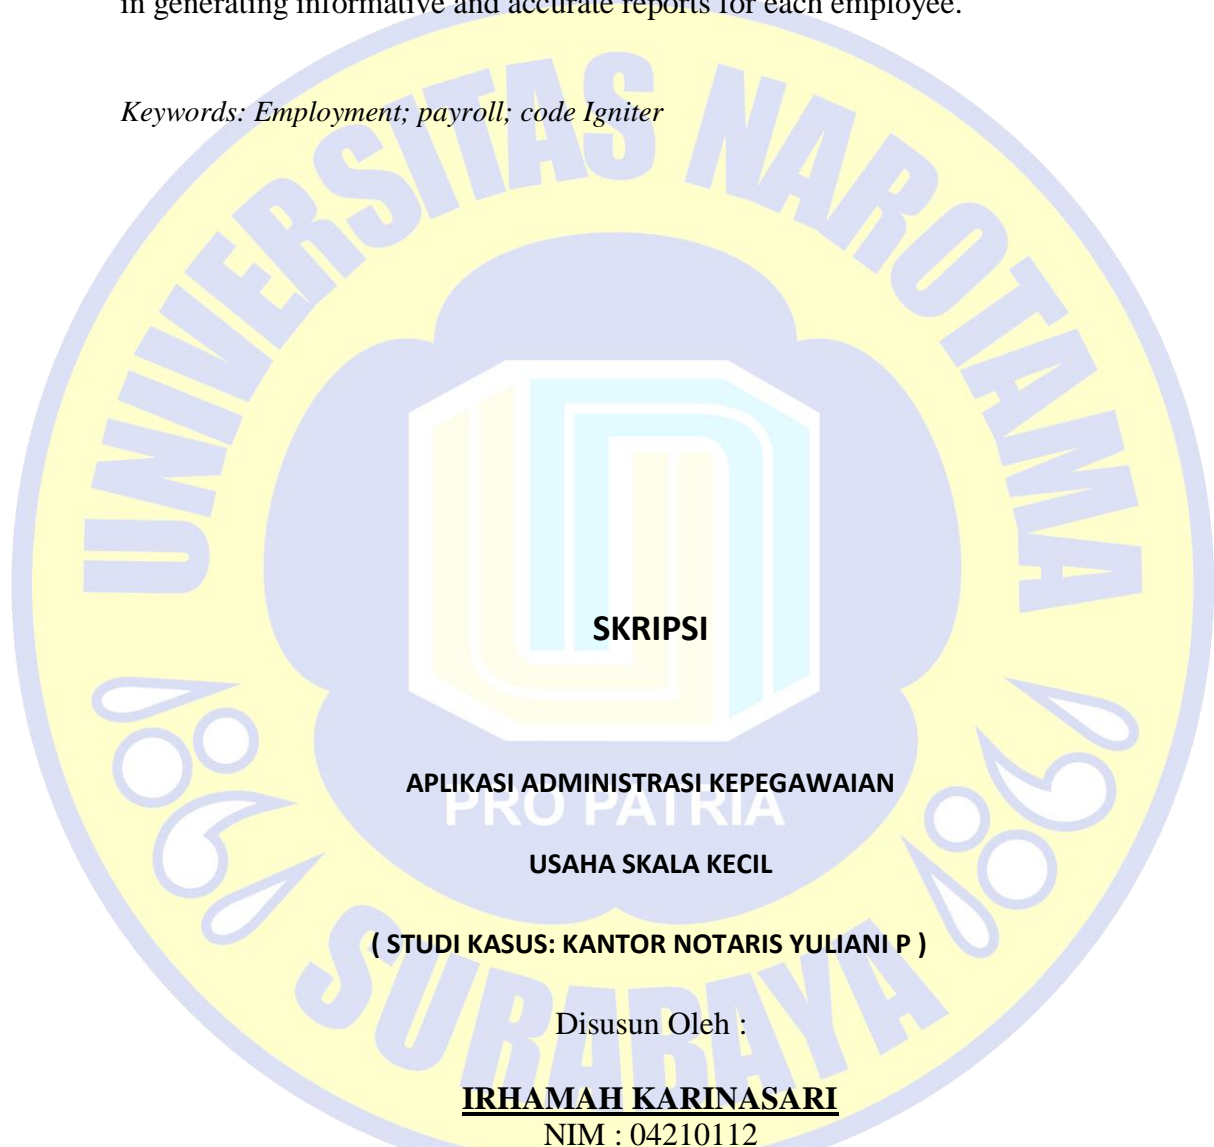 in generating informative and accurate reports for each employee.
Keywords: Employment; payroll; code Igniter
UNIVERSITAS NAROTAMA
SKRIPSI
APLIKASI ADMINISTRASI KEPEGAWAIAN
PRO PATRIA
USAHA SKALA KECIL
( STUDI KASUS: KANTOR NOTARIS YULIANI P )
SURABAYA
Disusun Oleh :
IRHAMAH KARINASARI
NIM : 04210112